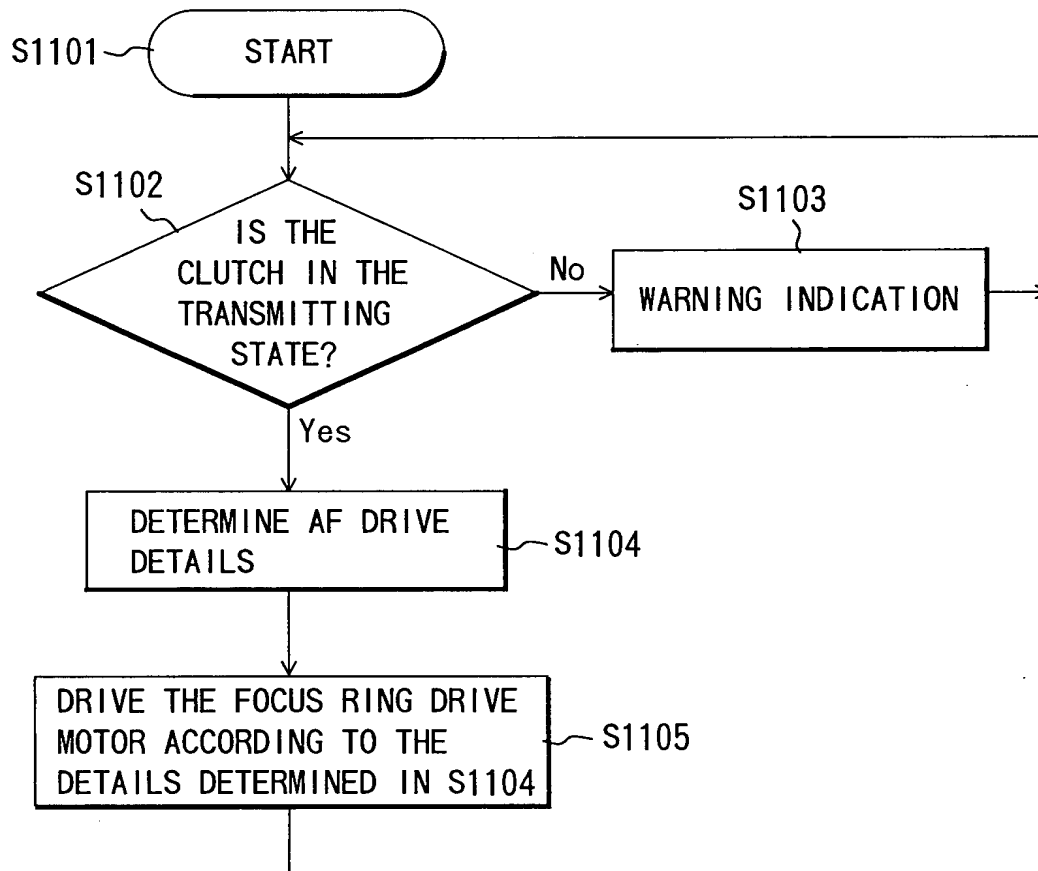 S1101
START
S1102
IS THE
CLUTCH IN THE
TRANSMITTING
STATE?
No
S1103
WARNING INDICATION
Yes
DETERMINE AF DRIVE
DETAILS
S1104
DRIVE THE FOCUS RING DRIVE
MOTOR ACCORDING TO THE
DETAILS DETERMINED IN S1104
S1105